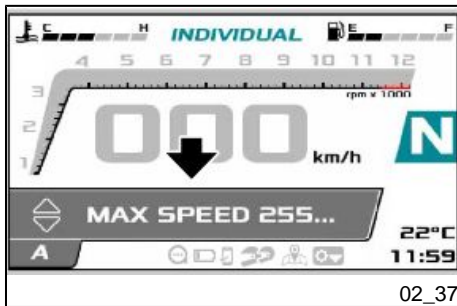 C H INDIVIDUAL E F
4 5 6 7 8 9 10 11 12
3 rpm x 1000
2 000 km/h N
1
MAX SPEED 255...
22°C
A 11:59
02_37